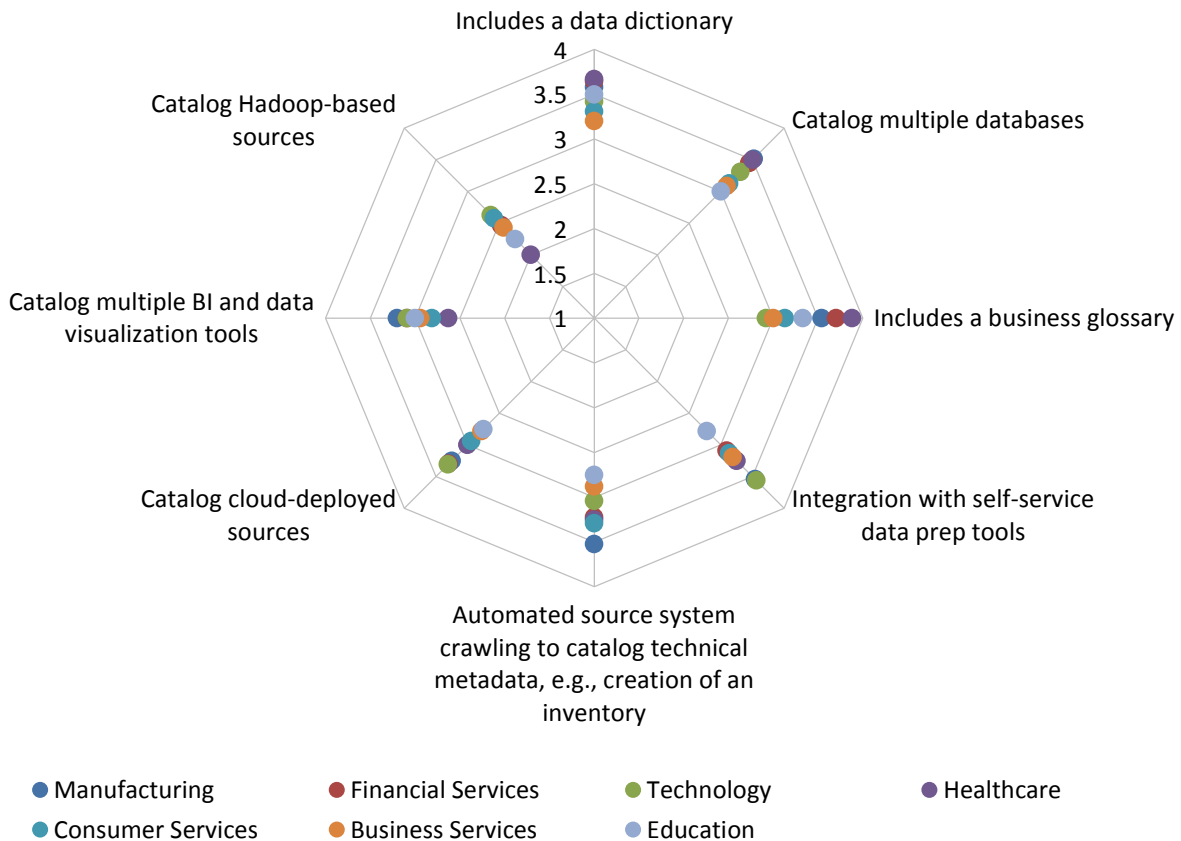 Includes a data dictionary
4
3.5
3
2.5
2
1.5
1
Catalog multiple databases
Includes a business glossary
Integration with self-service
data prep tools
Automated source system
crawling to catalog technical
metadata, e.g., creation of an
inventory
Catalog cloud-deployed
sources
Catalog multiple BI and data
visualization tools
Catalog Hadoop-based
sources
Manufacturing
Financial Services
Technology
Healthcare
Consumer Services
Business Services
Education